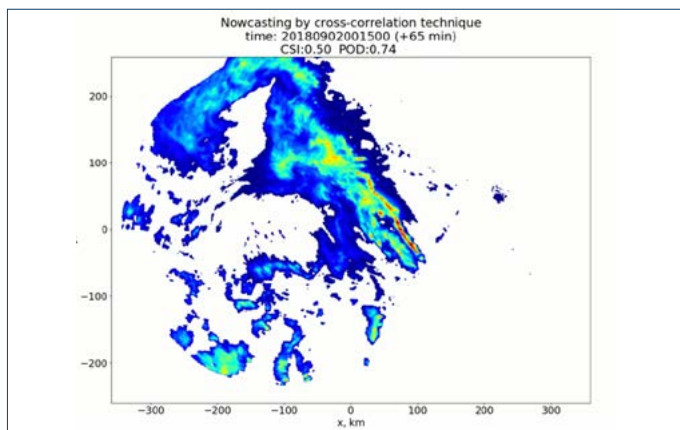 Nowcasting by cross-correlation technique
time: 20180902001500 (+65 min)
CSI:0.50 POD:0.74
200
100
0
−100
−200
−300 −200 −100 0 100 200 300
x, km